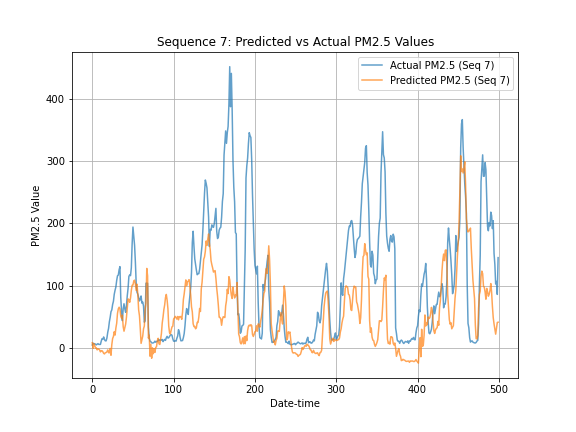 Sequence 7: Predicted vs Actual PM2.5 Values
Actual PM2.5 (Seq 7)
Predicted PM2.5 (Seq 7)
PM2.5 Value
400
300
200
100
0
0 100 200 300 400 500
Date-time